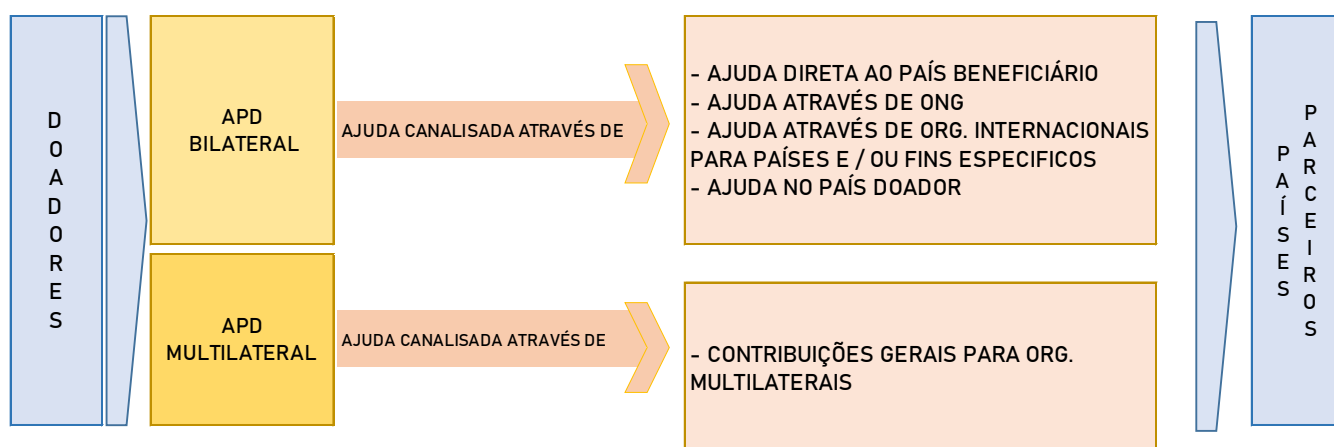 DOADORES
APD
BILATERAL
AJUDA CANALISADA ATRAVÉS DE
- AJUDA DIRETA AO PAÍS BENEFICIÁRIO
- AJUDA ATRAVÉS DE ONG
- AJUDA ATRAVÉS DE ORG. INTERNACIONAIS
PARA PAÍSES E / OU FINS ESPECIFICOS
- AJUDA NO PAÍS DOADOR
APD
MULTILATERAL
AJUDA CANALISADA ATRAVÉS DE
- CONTRIBUIÇÕES GERAIS PARA ORG.
MULTILATERAIS
PAÍSES
PARCEIROS